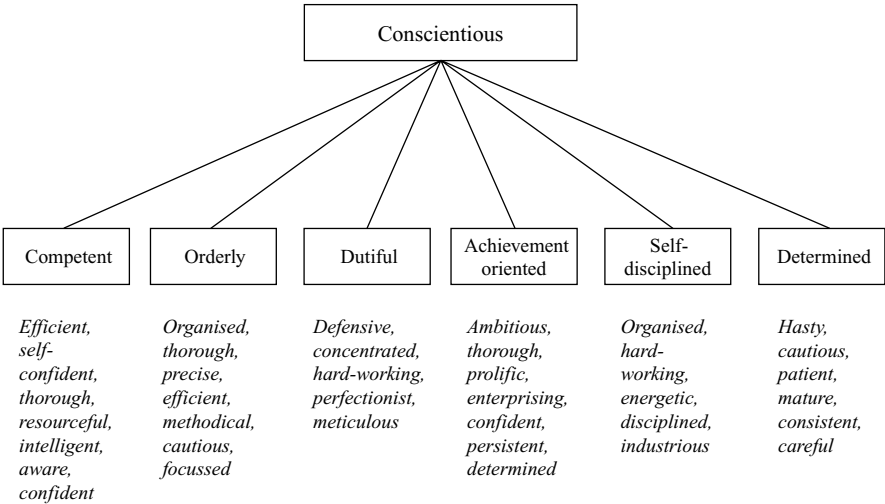 Conscientious
Competent
Orderly
Dutiful
Achievement
oriented
Self-
disciplined
Determined
Efficient,
self-
confident,
thorough,
resourceful,
intelligent,
aware,
confident
Organised,
thorough,
precise,
efficient,
methodical,
cautious,
focussed
Defensive,
concentrated,
hard-working,
perfectionist,
meticulous
Ambitious,
thorough,
prolific,
enterprising,
confident,
persistent,
determined
Organised,
hard-
working,
energetic,
disciplined,
industrious
Hasty,
cautious,
patient,
mature,
consistent,
careful